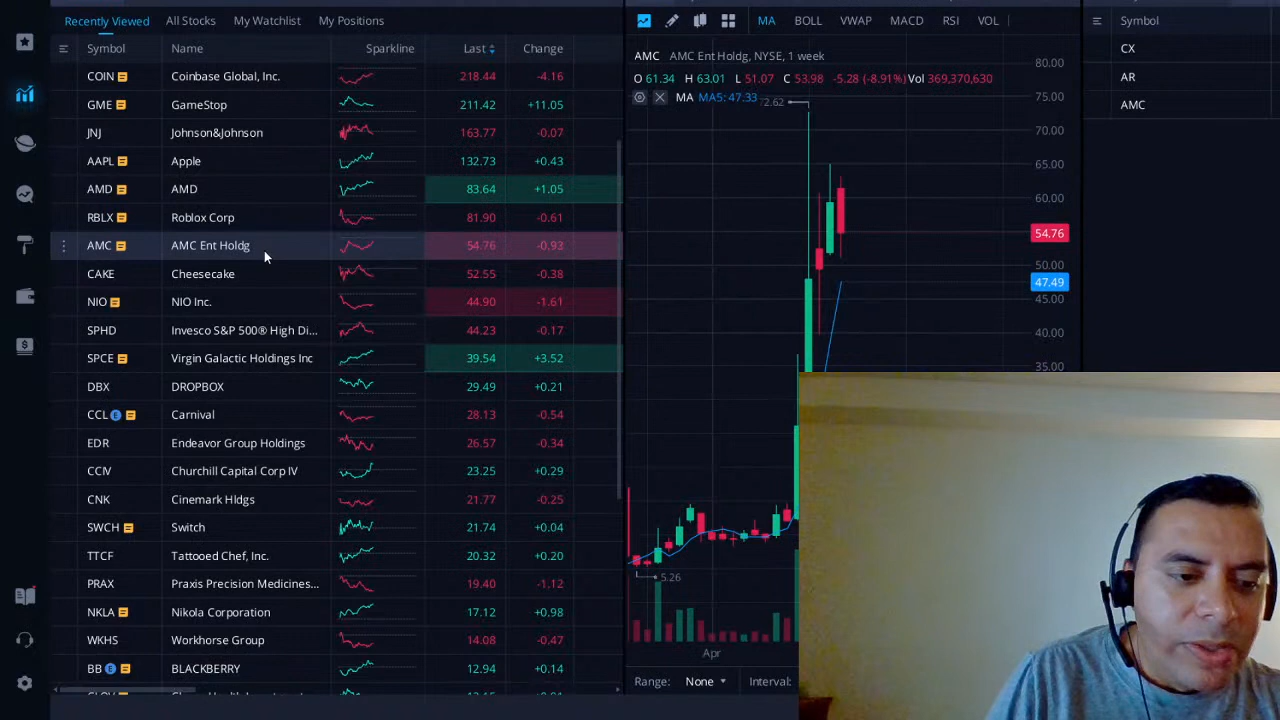 Recently Viewed All Stocks My Watchlist My Positions
Symbol Name Sparkline Last Change
COIN Coinbase Global, Inc. 218.44 -4.16
GME GameStop 211.42 +11.05
JNJ Johnson&Johnson 163.77 -0.07
AAPL Apple 132.73 +0.43
AMD AMD 83.64 +1.05
RBLX Roblox Corp 81.90 -0.61
AMC AMC Ent Holdg 54.76 -0.93
CAKE Cheesecake 52.55 -0.38
NIO NIO Inc. 44.90 -1.61
SPHD Invesco S&P 500® High Di... 44.23 -0.17
SPCE Virgin Galactic Holdings Inc 39.54 +3.52
DBX DROPBOX 29.49 +0.21
CCL E Carnival 28.13 -0.54
EDR Endeavor Group Holdings 26.57 -0.34
CCIV Churchill Capital Corp IV 23.25 +0.29
CNK Cinemark Hldgs 21.77 -0.25
SWCH Switch 21.74 +0.04
TTCF Tattooed Chef, Inc. 20.32 +0.20
PRAX Praxis Precision Medicines... 19.40 -1.12
NKLA Nikola Corporation 17.12 +0.98
WKHS Workhorse Group 14.08 -0.47
BB E BLACKBERRY 12.94 +0.14
MA BOLL VWAP MACD RSI VOL
AMC AMC Ent Holdg, NYSE, 1 week
O 61.34 H 63.01 L 51.07 C 53.98 -5.28 (-8.91%) Vol 369,370,630
MA MA5: 47.33 72.62
80.00
75.00
70.00
65.00
60.00
54.76
50.00
47.49
45.00
40.00
35.00
5.26
Apr
Range: None Interval:
Symbol
CX
AR
AMC